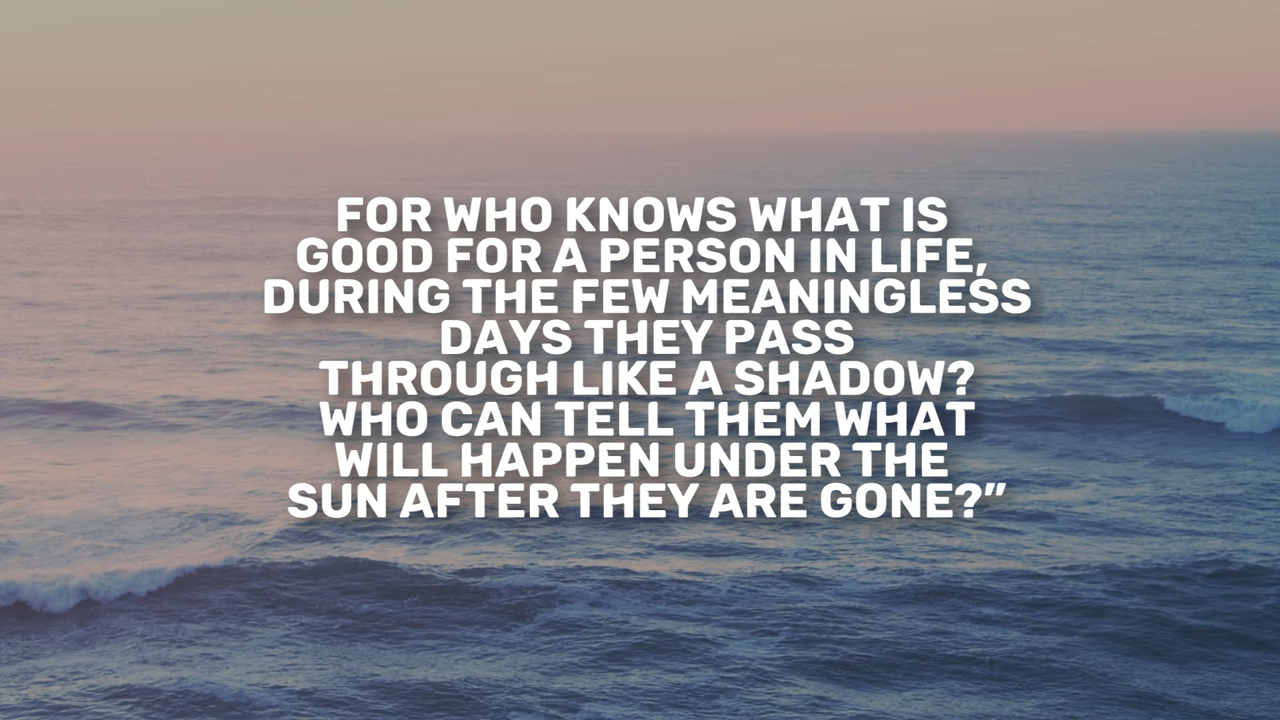 FOR WHO KNOWS WHAT IS
GOOD FOR A PERSON IN LIFE,
DURING THE FEW MEANINGLESS
DAYS THEY PASS
THROUGH LIKE A SHADOW?
WHO CAN TELL THEM WHAT
WILL HAPPEN UNDER THE
SUN AFTER THEY ARE GONE?”